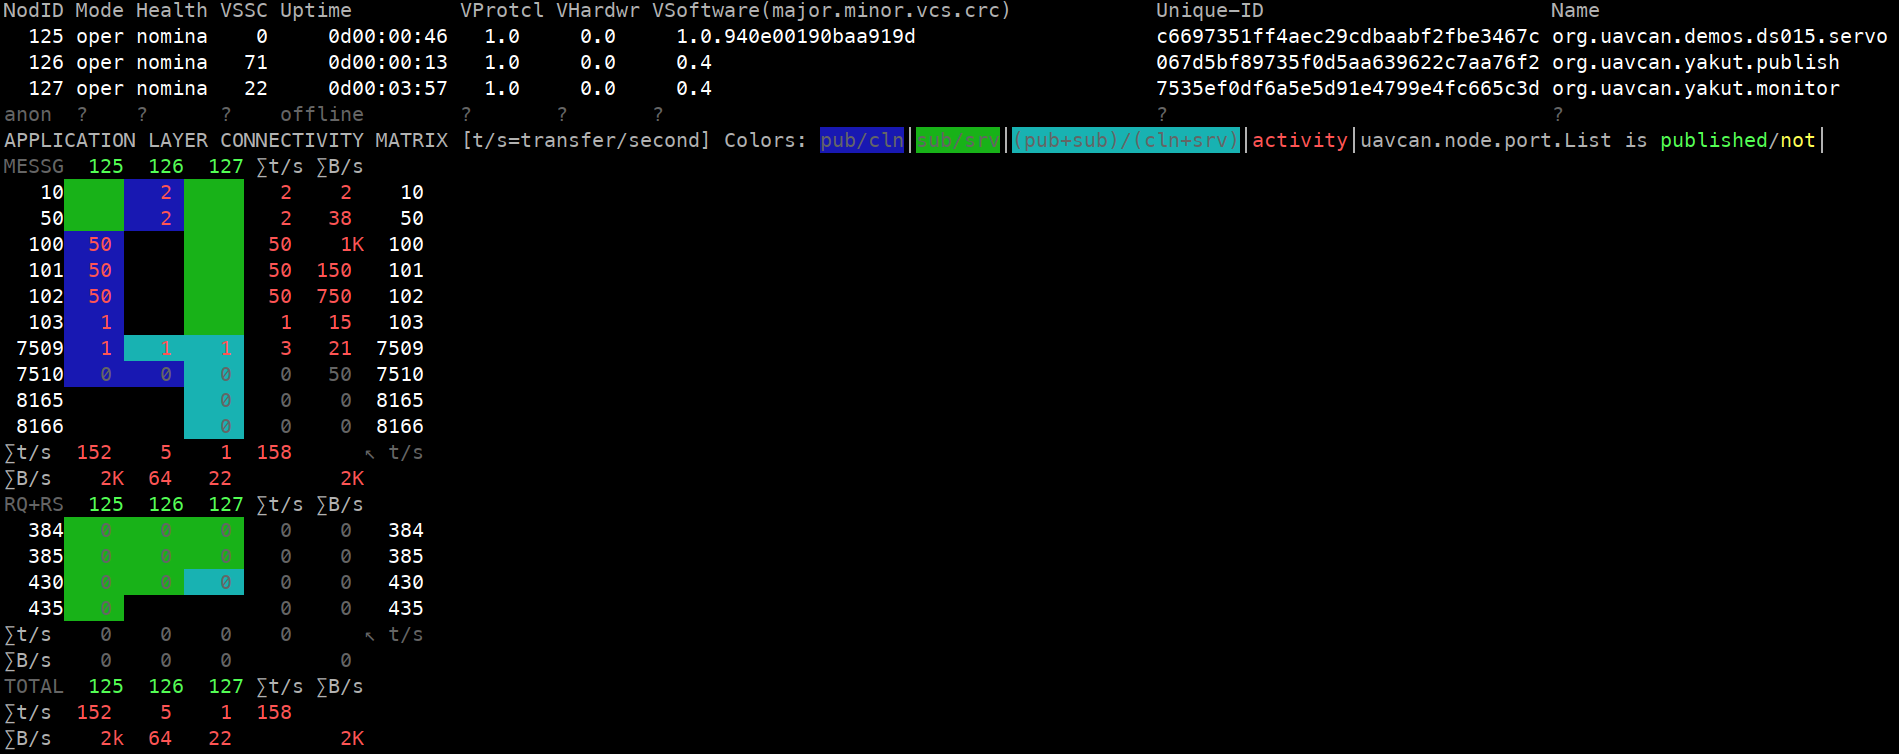 NodID Mode Health VSSC Uptime         VProtcl VHardwr VSoftware(major.minor.vcs.crc)            Unique-ID                        Name
  125 oper nomina    0     0d00:00:46   1.0     0.0     1.0.940e00190baa919d                    c6697351ff4aec29cdbaabf2fbe3467c org.uavcan.demos.ds015.servo
  126 oper nomina   71     0d00:00:13   1.0     0.0     0.4                                     067d5bf89735f0d5aa639622c7aa76f2 org.uavcan.yakut.publish
  127 oper nomina   22     0d00:03:57   1.0     0.0     0.4                                     7535ef0df6a5e5d91e4799e4fc665c3d org.uavcan.yakut.monitor
anon  ?    ?      ?    offline        ?       ?       ?                                         ?                                ?
APPLICATION LAYER CONNECTIVITY MATRIX [t/s=transfer/second] Colors: pub/cln│sub/srv│(pub+sub)/(cln+srv)│activity│uavcan.node.port.List is published/not│
MESSG  125  126  127 ∑t/s ∑B/s
   10        2         2    2    10
   50        2         2   38    50
  100  50             50    1K  100
  101  50             50  150   101
  102  50             50  750   102
  103   1              1   15   103
 7509   1    1    1    3   21  7509
 7510   0    0    0    0   50  7510
 8165             0    0    0  8165
 8166             0    0    0  8166
∑t/s  152    5    1  158      ↖ t/s
∑B/s    2K  64   22         2K
RQ+RS  125  126  127 ∑t/s ∑B/s
  384   0    0    0    0    0   384
  385   0    0    0    0    0   385
  430   0    0    0    0    0   430
  435   0              0    0   435
∑t/s    0    0    0    0      ↖ t/s
∑B/s    0    0    0         0
TOTAL  125  126  127 ∑t/s ∑B/s
∑t/s  152    5    1  158
∑B/s    2k  64   22         2K